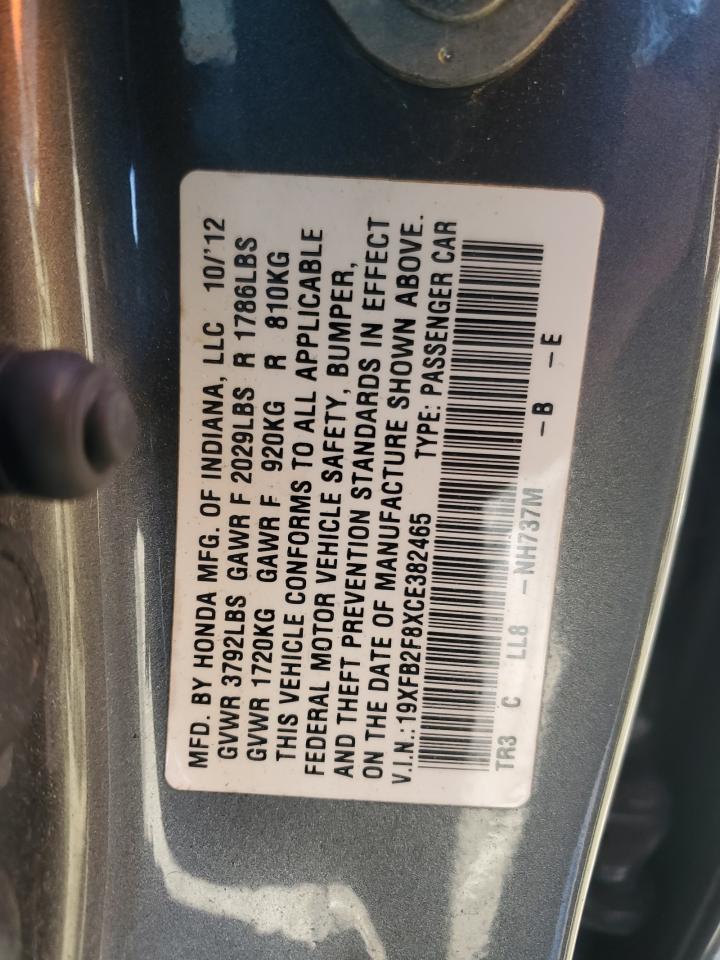 MFD. BY HONDA MFG. OF INDIANA, LLC 10/'12
GVWR 3792LBS GAWR F 2029LBS R 1786LBS
GVWR 1720KG GAWR F 920KG R 810KG
THIS VEHICLE CONFORMS TO ALL APPLICABLE
FEDERAL MOTOR VEHICLE SAFETY, BUMPER,
AND THEFT PREVENTION STANDARDS IN EFFECT
ON THE DATE OF MANUFACTURE SHOWN ABOVE.
V.I.N.: 19XFB2F8XCE382465 TYPE: PASSENGER CAR
TR3 C LL8 -NH737M -B -E